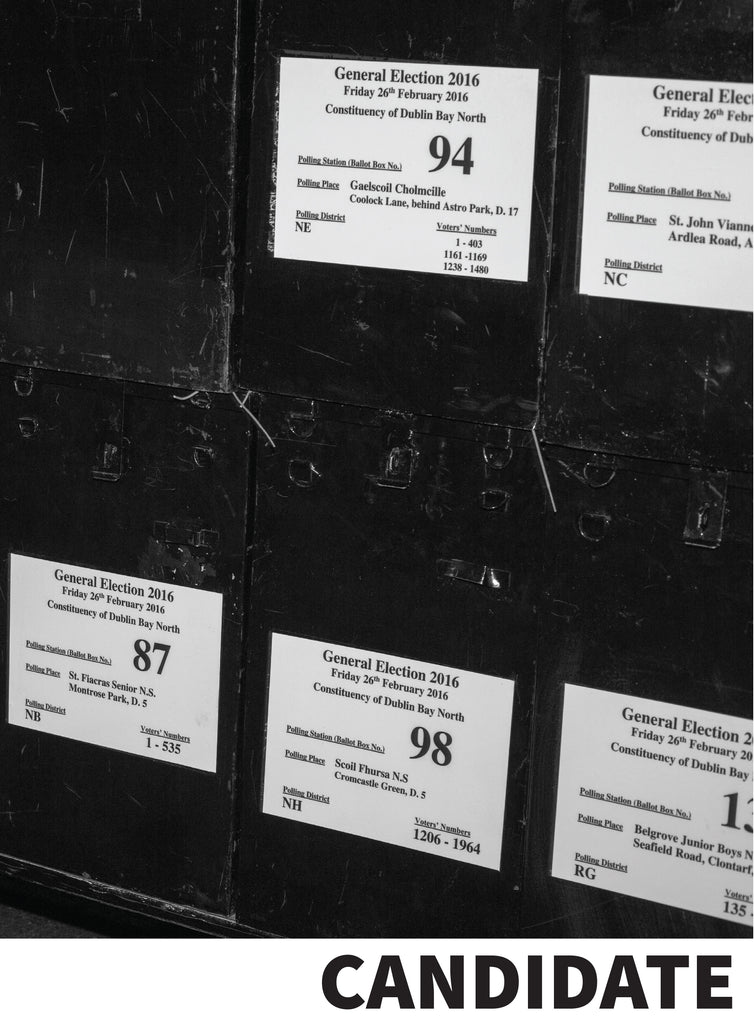 General Election 2016
Friday 26th February 2016
Constituency of Dublin Bay North
Polling Station (Ballot Box No.) 94
Polling Place Gaelscoil Cholmcille
Coolock Lane, behind Astro Park, D. 17
Polling District
NE
Voters' Numbers
1 - 403
1161 -1169
1238 - 1480
General Elec
Friday 26th Febr
Constituency of Dub
Polling Station (Ballot Box No.)
Polling Place St. John Vianne
Ardlea Road, A
Polling District
NC
General Election 2016
Friday 26th February 2016
Constituency of Dublin Bay North
Polling Station (Ballot Box No.) 87
Polling Place St. Fiacras Senior N.S.
Montrose Park, D. 5
Polling District
NB
Voters' Numbers
1 - 535
General Election 2016
Friday 26th February 2016
Constituency of Dublin Bay North
Polling Station (Ballot Box No.) 98
Polling Place Scoil Fhursa N.S
Cromcastle Green, D. 5
Polling District
NH
Voters' Numbers
1206 - 1964
General Election 2
Friday 26th February 20
Constituency of Dublin Bay
Polling Station (Ballot Box No.) 13
Polling Place Belgrove Junior Boys N
Seafield Road, Clontarf,
Polling District
RG
Voters'
135 -
CANDIDATE